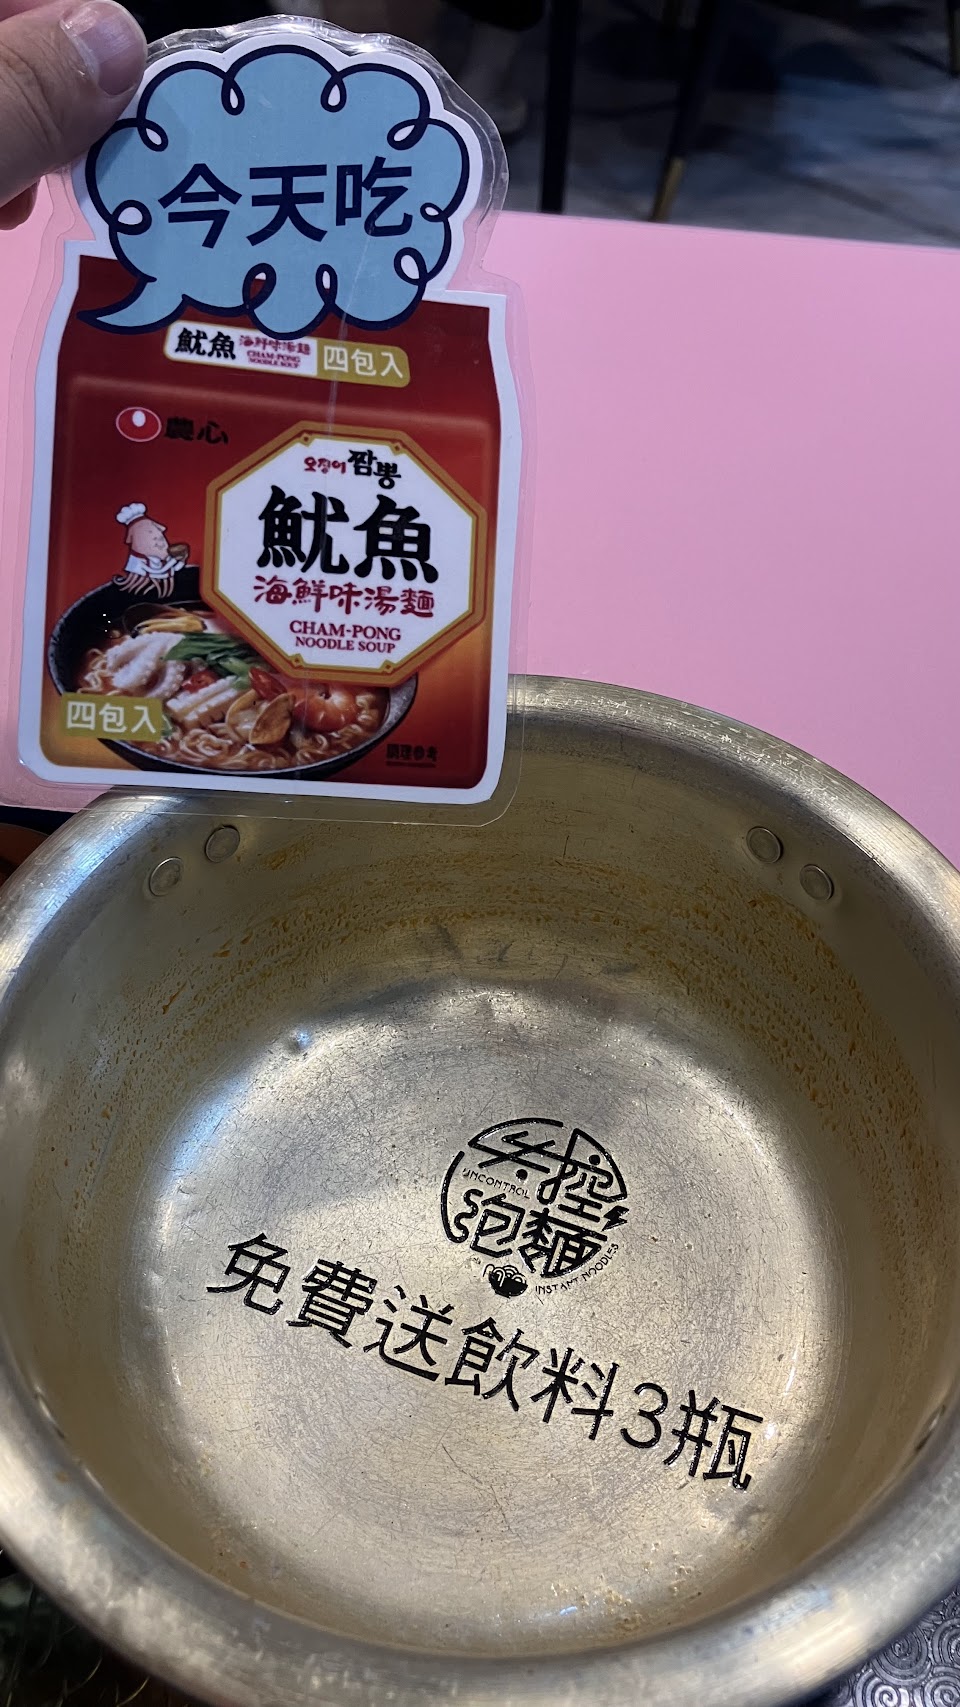 今天吃
魷魚 海鮮味湯麵 四包入
CHAM-PONG
NOODLE SOUP
農心
오징어 짬뽕
魷魚
海鮮味湯麵
CHAM-PONG
NOODLE SOUP
四包入
調理參考
失控
UNCONTROL
泡麵
INSTANT NOODLES
免費送飲料3瓶